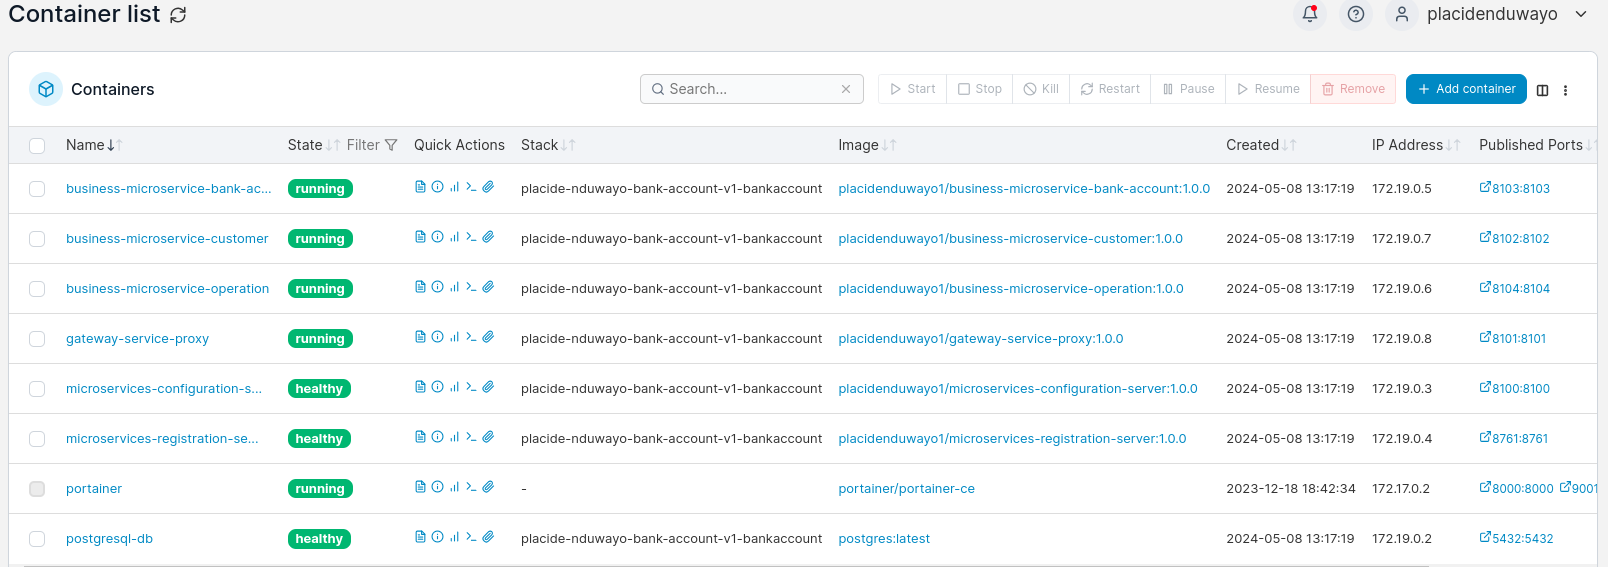 Container list placidenduwayo
Containers Search... Start Stop Kill Restart Pause Resume Remove + Add container
Name State Filter Quick Actions Stack Image Created IP Address Published Ports
business-microservice-bank-ac... running placide-nduwayo-bank-account-v1-bankaccount placidenduwayo1/business-microservice-bank-account:1.0.0 2024-05-08 13:17:19 172.19.0.5 8103:8103
business-microservice-customer running placide-nduwayo-bank-account-v1-bankaccount placidenduwayo1/business-microservice-customer:1.0.0 2024-05-08 13:17:19 172.19.0.7 8102:8102
business-microservice-operation running placide-nduwayo-bank-account-v1-bankaccount placidenduwayo1/business-microservice-operation:1.0.0 2024-05-08 13:17:19 172.19.0.6 8104:8104
gateway-service-proxy running placide-nduwayo-bank-account-v1-bankaccount placidenduwayo1/gateway-service-proxy:1.0.0 2024-05-08 13:17:19 172.19.0.8 8101:8101
microservices-configuration-s... healthy placide-nduwayo-bank-account-v1-bankaccount placidenduwayo1/microservices-configuration-server:1.0.0 2024-05-08 13:17:19 172.19.0.3 8100:8100
microservices-registration-se... healthy placide-nduwayo-bank-account-v1-bankaccount placidenduwayo1/microservices-registration-server:1.0.0 2024-05-08 13:17:19 172.19.0.4 8761:8761
portainer running - portainer/portainer-ce 2023-12-18 18:42:34 172.17.0.2 8000:8000 9001
postgresql-db healthy placide-nduwayo-bank-account-v1-bankaccount postgres:latest 2024-05-08 13:17:19 172.19.0.2 5432:5432